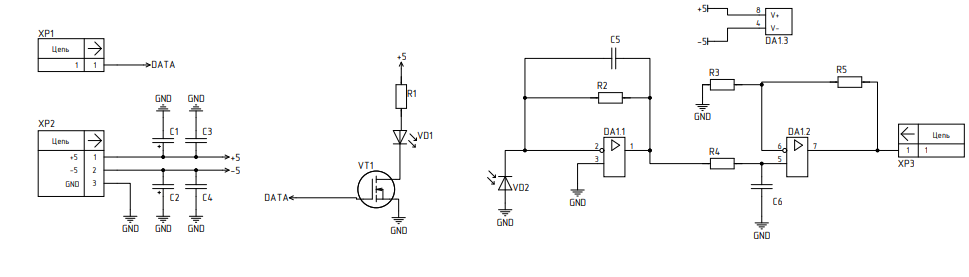 XP1
Цепь
1 1
DATA
XP2
Цепь
+5 1
-5 2
GND 3
GND GND
C1 C3
+5
-5
C2 C4
GND GND GND
+5
R1
VD1
VT1
DATA
GND
C5
R2
DA1.1
2
3
1
GND
VD2
GND
+5 8 V+
-5 4 V-
DA1.3
R3
GND
R5
R4
DA1.2
6
5
7
C6
GND
Цепь
1 1
XP3